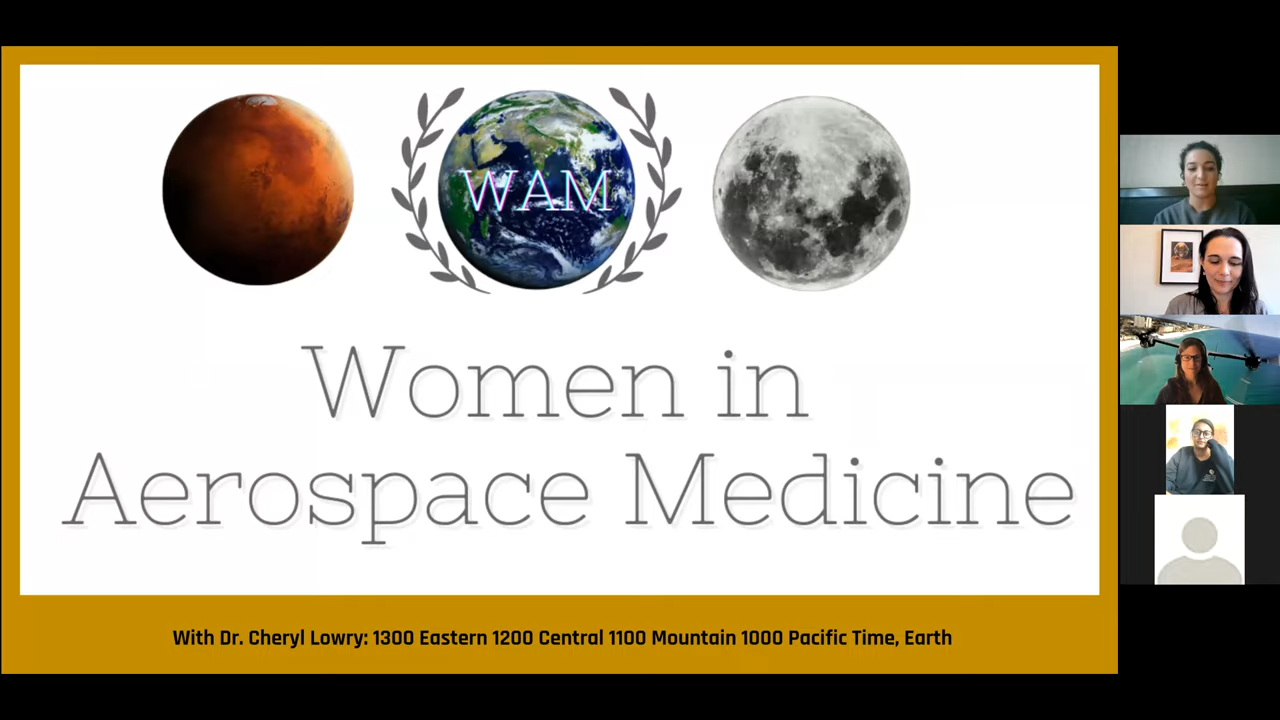 WAM
Women in
Aerospace Medicine
With Dr. Cheryl Lowry: 1300 Eastern 1200 Central 1100 Mountain 1000 Pacific Time, Earth